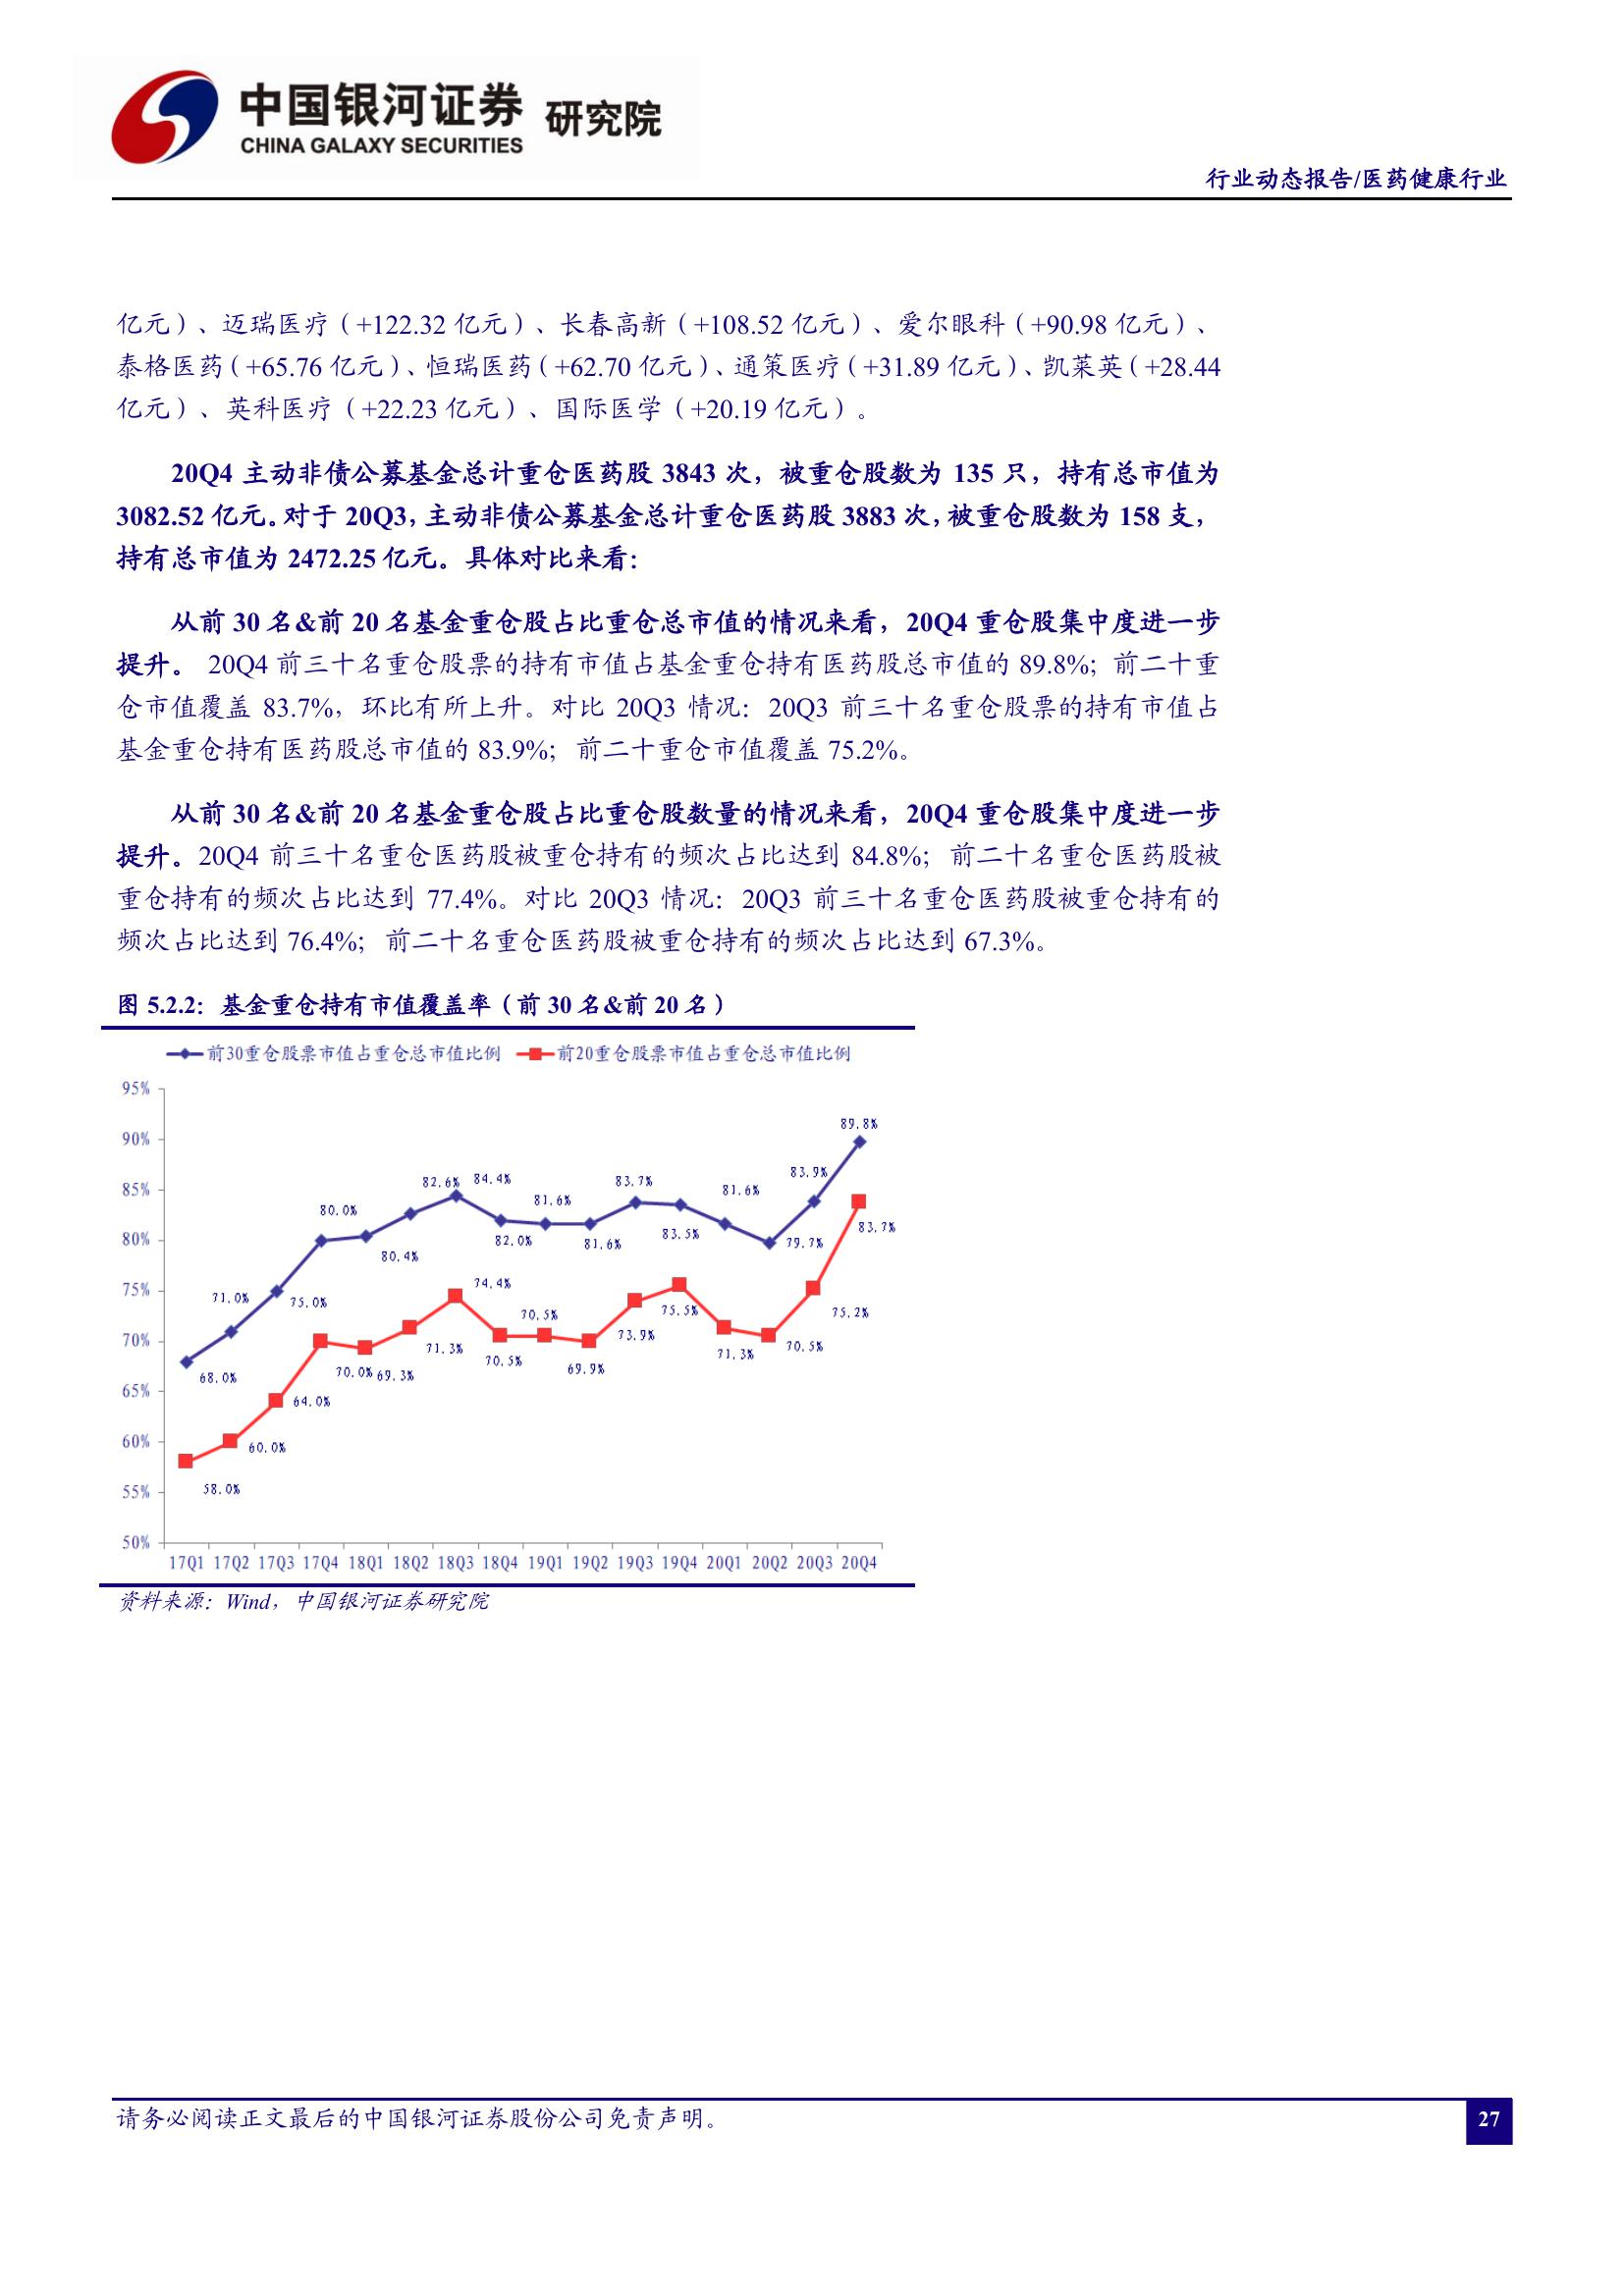 中国银河证券 研究院
CHINA GALAXY SECURITIES
行业动态报告/医药健康行业
亿元）、迈瑞医疗（+122.32 亿元）、长春高新（+108.52 亿元）、爱尔眼科（+90.98 亿元）、
泰格医药（+65.76 亿元）、恒瑞医药（+62.70 亿元）、通策医疗（+31.89 亿元）、凯莱英（+28.44
亿元）、英科医疗（+22.23 亿元）、国际医学（+20.19 亿元）。
20Q4 主动非债公募基金总计重仓医药股 3843 次，被重仓股数为 135 只，持有总市值为
3082.52 亿元。对于 20Q3，主动非债公募基金总计重仓医药股 3883 次，被重仓股数为 158 支，
持有总市值为 2472.25 亿元。具体对比来看：
从前 30 名&前 20 名基金重仓股占比重仓总市值的情况来看，20Q4 重仓股集中度进一步
提升。 20Q4 前三十名重仓股票的持有市值占基金重仓持有医药股总市值的 89.8%；前二十重
仓市值覆盖 83.7%，环比有所上升。对比 20Q3 情况：20Q3 前三十名重仓股票的持有市值占
基金重仓持有医药股总市值的 83.9%；前二十重仓市值覆盖 75.2%。
从前 30 名&前 20 名基金重仓股占比重仓股数量的情况来看，20Q4 重仓股集中度进一步
提升。20Q4 前三十名重仓医药股被重仓持有的频次占比达到 84.8%；前二十名重仓医药股被
重仓持有的频次占比达到 77.4%。对比 20Q3 情况：20Q3 前三十名重仓医药股被重仓持有的
频次占比达到 76.4%；前二十名重仓医药股被重仓持有的频次占比达到 67.3%。
图 5.2.2：基金重仓持有市值覆盖率（前 30 名&前 20 名）
前30重仓股票市值占重仓总市值比例 前20重仓股票市值占重仓总市值比例
95%
90%
85%
80%
75%
70%
65%
60%
55%
50%
68.0% 71.0% 75.0% 80.0% 80.4% 82.6% 84.4% 82.0% 81.6% 81.6% 83.7% 83.5% 81.6% 79.7% 83.9% 89.8%
58.0% 60.0% 64.0% 70.0% 69.3% 71.3% 74.4% 70.5% 70.5% 69.9% 73.9% 75.5% 71.3% 70.5% 75.2% 83.7%
17Q1 17Q2 17Q3 17Q4 18Q1 18Q2 18Q3 18Q4 19Q1 19Q2 19Q3 19Q4 20Q1 20Q2 20Q3 20Q4
资料来源：Wind，中国银河证券研究院
请务必阅读正文最后的中国银河证券股份公司免责声明。
27